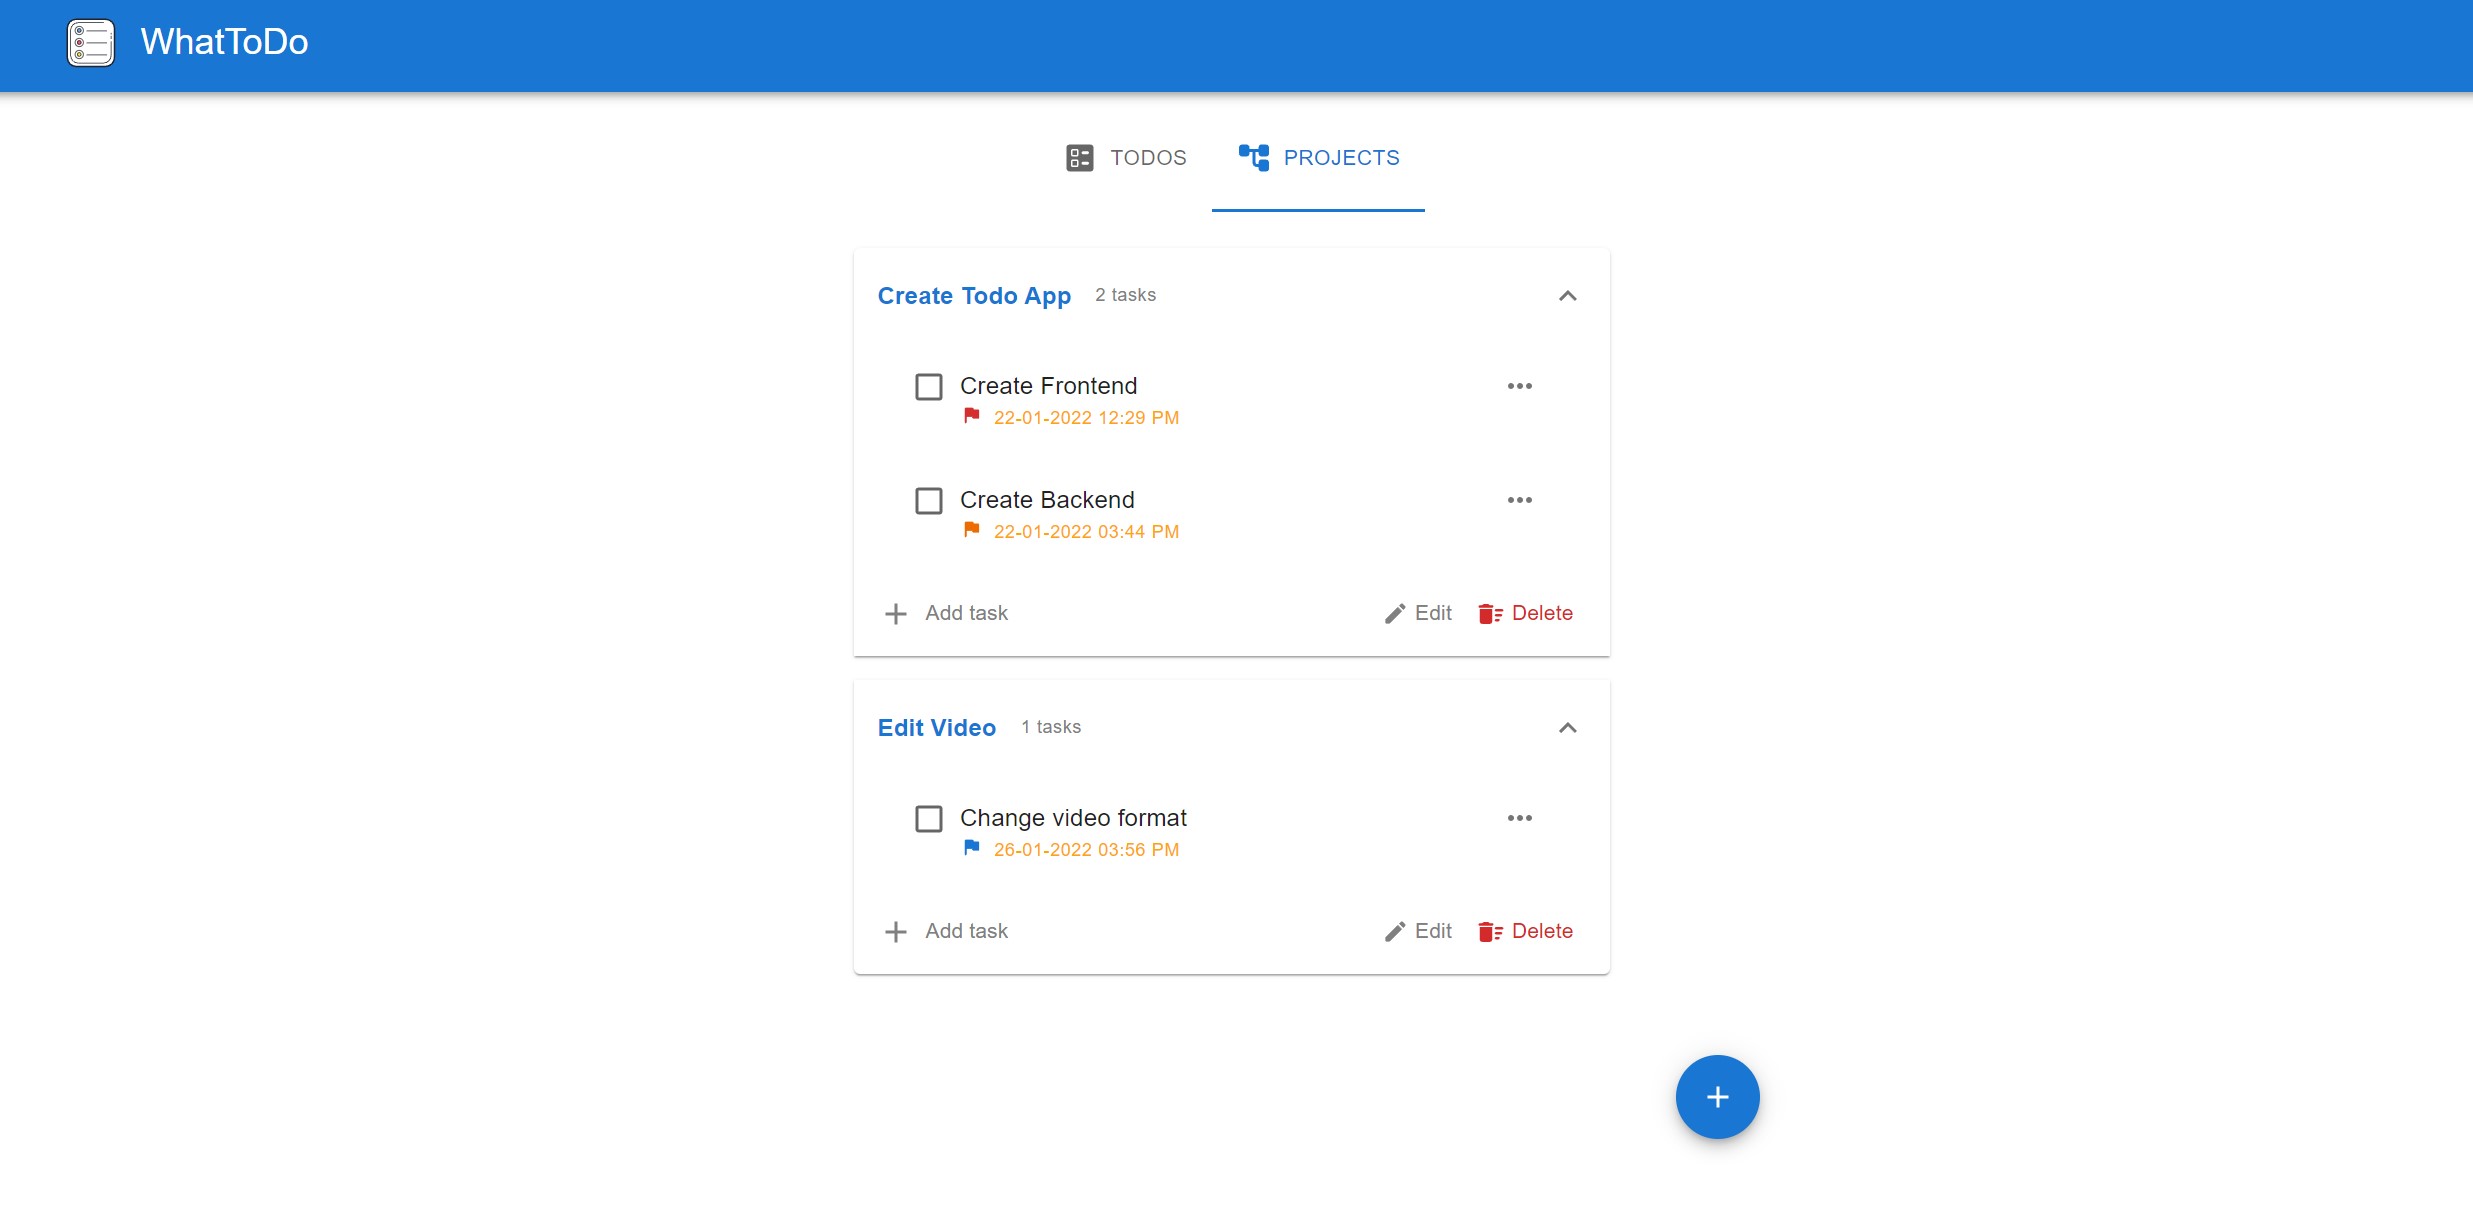 WhatToDo
TODOS PROJECTS
Create Todo App 2 tasks
Create Frontend
22-01-2022 12:29 PM
Create Backend
22-01-2022 03:44 PM
Add task Edit Delete
Edit Video 1 tasks
Change video format
26-01-2022 03:56 PM
Add task Edit Delete